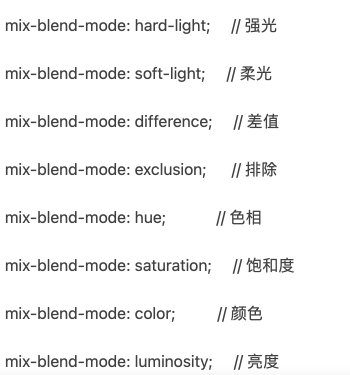 mix-blend-mode: hard-light;     // 强光
mix-blend-mode: soft-light;     // 柔光
mix-blend-mode: difference;     // 差值
mix-blend-mode: exclusion;      // 排除
mix-blend-mode: hue;            // 色相
mix-blend-mode: saturation;     // 饱和度
mix-blend-mode: color;          // 颜色
mix-blend-mode: luminosity;     // 亮度